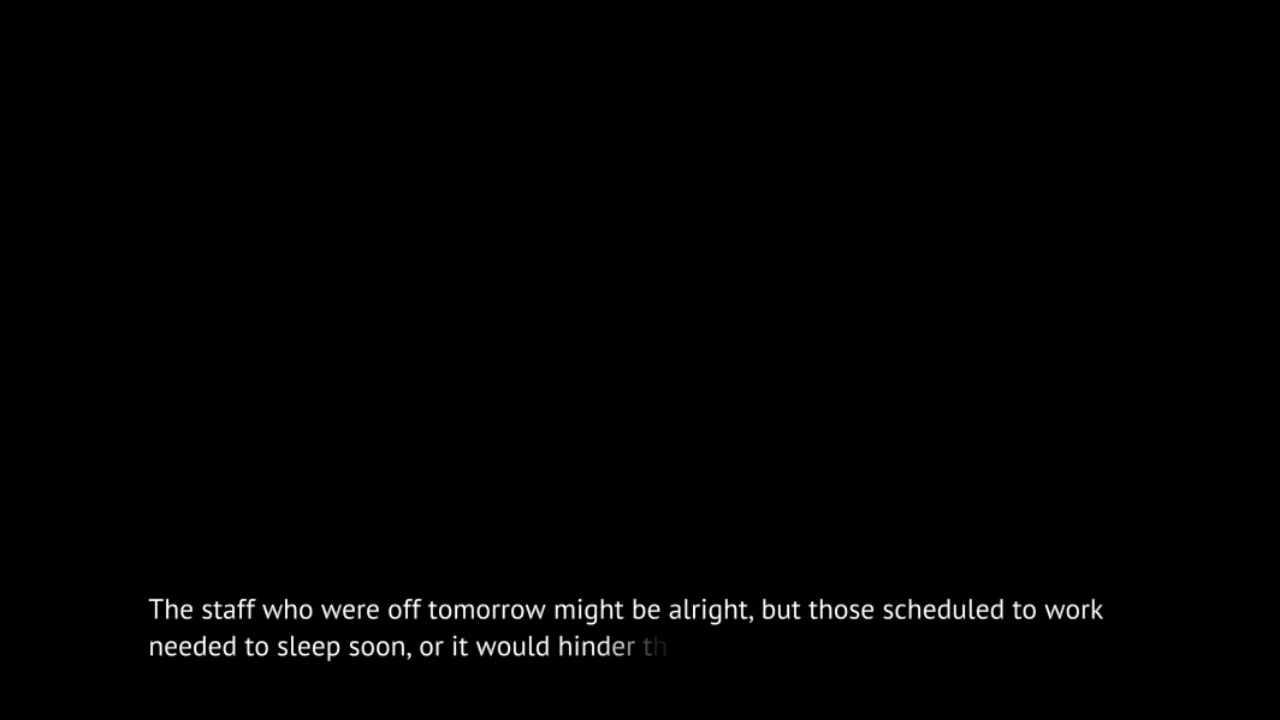 The staff who were off tomorrow might be alright, but those scheduled to work
needed to sleep soon, or it would hinder th